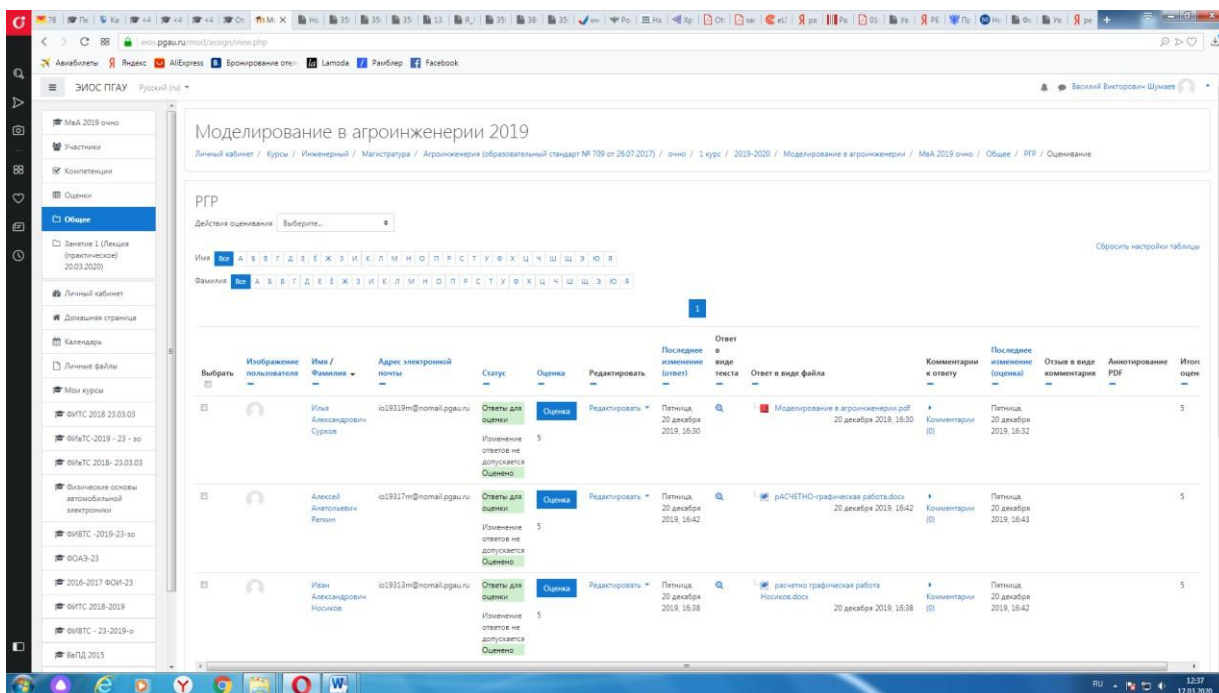 eios.pgau.ru/mod/assign/view.php
Авиабилеты Яндекс AliExpress Бронирование отел Lamoda Рамблер Facebook
ЭИОС ПГАУ Русский (ru)
Василий Викторович Шумаев
МвА 2019 очно
Участники
Компетенции
Оценки
Общее
Занятие 1 (Лекция
(практическое)
20.03.2020)
Личный кабинет
Домашняя страница
Календарь
Личные файлы
Мои курсы
ФИТС 2018 23.03.03
ФИвТС-2019 - 23 - зо
ФИвТС 2018- 23.03.03
Физические основы
автомобильной
электроники
ФИВТС -2019-23-зо
ФОАЭ-23
2016-2017 ФОИ-23
ФИТС 2018-2019
ФИВТС - 23-2019-о
ВвПД 2015
Моделирование в агроинженерии 2019
Личный кабинет / Курсы / Инженерный / Магистратура / Агроинженерия (образовательный стандарт № 709 от 26.07.2017) / очно / 1 курс / 2019-2020 / Моделирование в агроинженерии / МвА 2019 очно / Общее / РГР / Оценивание
РГР
Действия оценивания Выберите...
Сбросить настройки таблицы
Имя Все А Б В Г Д Е Ё Ж З И К Л М Н О П Р С Т У Ф Х Ц Ч Ш Щ Э Ю Я
Фамилия Все А Б В Г Д Е Ё Ж З И К Л М Н О П Р С Т У Ф Х Ц Ч Ш Щ Э Ю Я
1
Выбрать
Изображение
пользователя
Имя /
Фамилия
Адрес электронной
почты
Статус
Оценка
Редактировать
Последнее
изменение
(ответ)
Ответ
в
виде
текста
Ответ в виде файла
Комментарии
к ответу
Последнее
изменение
(оценка)
Отзыв в виде
комментария
Аннотирование
PDF
Итог
оцен
Илья
Александрович
Сурков
io19319m@nomail.pgau.ru
Ответы для
оценки
Изменение
ответов не
допускается
Оценено
Оценка
5
Редактировать
Пятница,
20 декабря
2019, 16:30
Моделирование в агроинженерии.pdf
20 декабря 2019, 16:30
Комментарии
(0)
Пятница,
20 декабря
2019, 16:32
5
Алексей
Анатольевич
Раткин
io19317m@nomail.pgau.ru
Ответы для
оценки
Изменение
ответов не
допускается
Оценено
Оценка
5
Редактировать
Пятница,
20 декабря
2019, 16:42
рАСЧЕТНО-графическая работа.docx
20 декабря 2019, 16:42
Комментарии
(0)
Пятница,
20 декабря
2019, 16:43
5
Иван
Александрович
Носиков
io19313m@nomail.pgau.ru
Ответы для
оценки
Изменение
ответов не
допускается
Оценено
Оценка
5
Редактировать
Пятница,
20 декабря
2019, 16:38
расчетно графическая работа
Носиков.docx
20 декабря 2019, 16:38
Комментарии
(0)
Пятница,
20 декабря
2019, 16:42
5
RU
12:37
17.03.2020